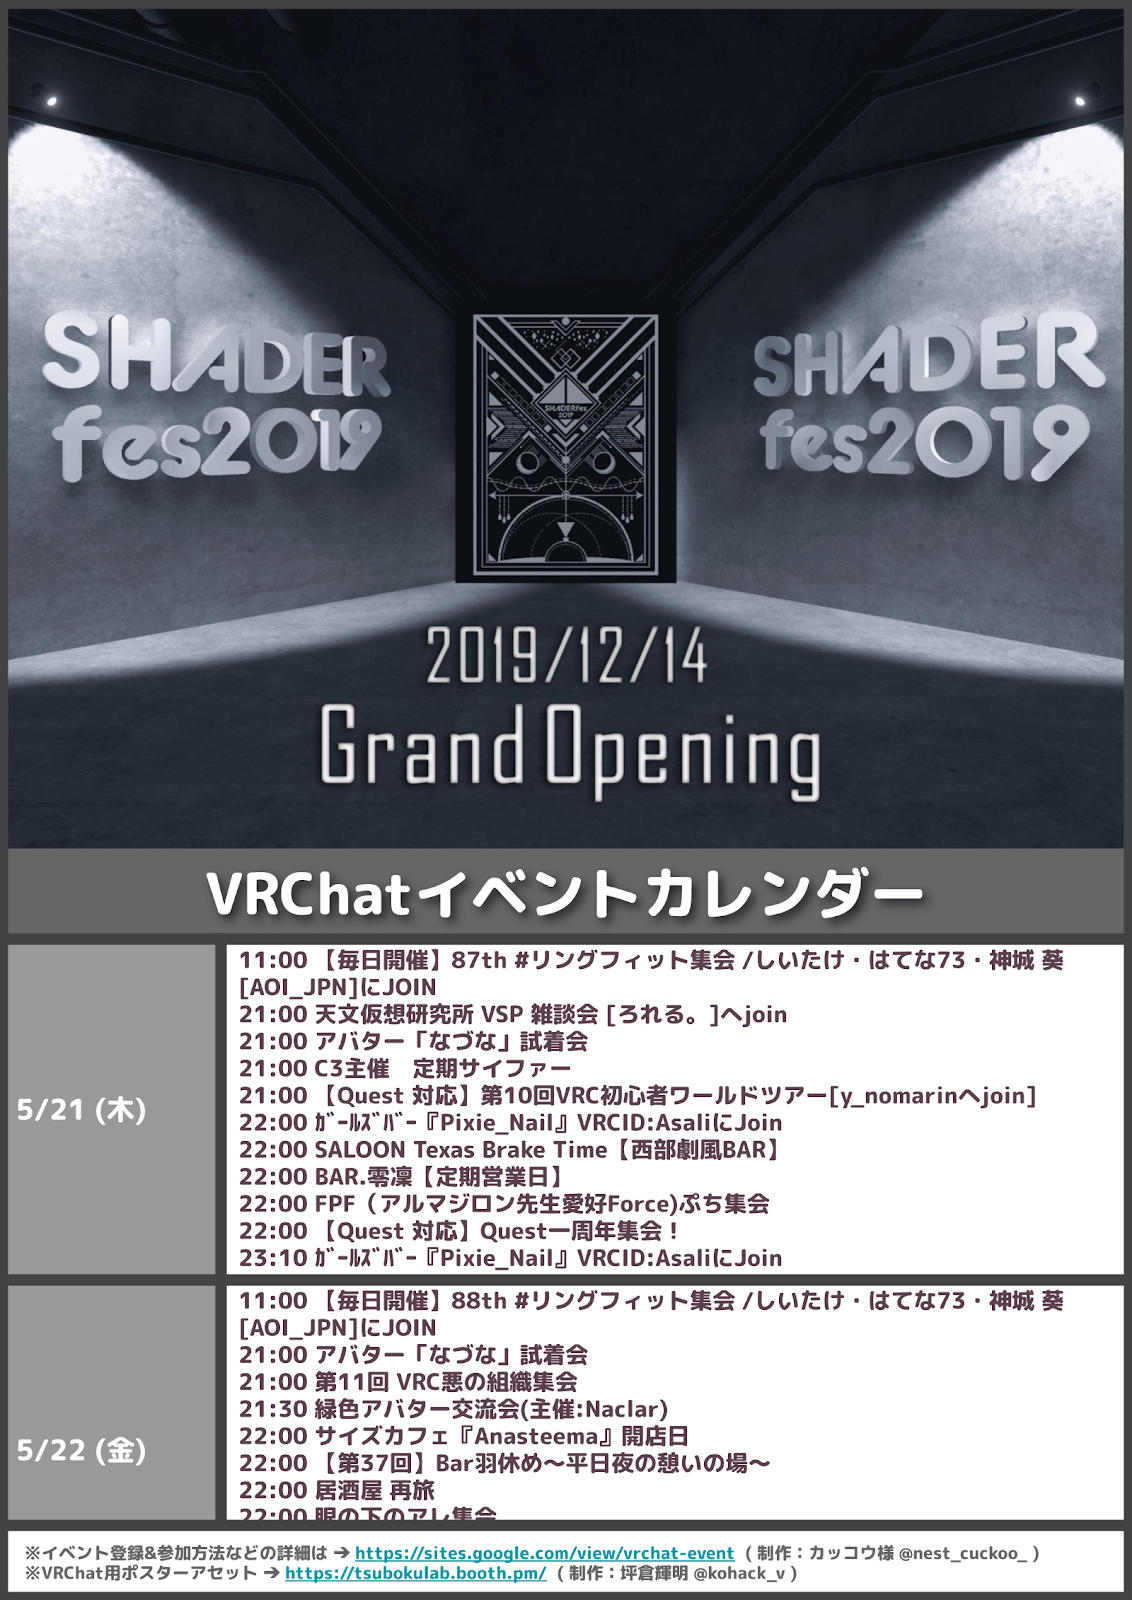 SHADER
fes2019
SHADER
fes2019
SHADERfes
2019
2019/12/14
Grand Opening
VRChatイベントカレンダー
5/21 (木)
11:00 【毎日開催】87th #リングフィット集会 /しいたけ・はてな73・神城 葵
[AOI_JPN]にJOIN
21:00 天文仮想研究所 VSP 雑談会 [ろれる。]へjoin
21:00 アバター「なづな」試着会
21:00 C3主催　定期サイファー
21:00 【Quest 対応】第10回VRC初心者ワールドツアー[y_nomarinへjoin]
22:00 ｶﾞｰﾙｽﾞﾊﾞｰ『Pixie_Nail』VRCID:AsaliにJoin
22:00 SALOON Texas Brake Time【西部劇風BAR】
22:00 BAR.零凜【定期営業日】
22:00 FPF（アルマジロン先生愛好Force)ぷち集会
22:00 【Quest 対応】Quest一周年集会！
23:10 ｶﾞｰﾙｽﾞﾊﾞｰ『Pixie_Nail』VRCID:AsaliにJoin
5/22 (金)
11:00 【毎日開催】88th #リングフィット集会 /しいたけ・はてな73・神城 葵
[AOI_JPN]にJOIN
21:00 アバター「なづな」試着会
21:00 第11回 VRC悪の組織集会
21:30 緑色アバター交流会(主催:Naclar)
22:00 サイズカフェ『Anasteema』開店日
22:00 【第37回】Bar羽休め〜平日夜の憩いの場〜
22:00 居酒屋 再旅
22:00 眼の下のアレ集会
※イベント登録&参加方法などの詳細は ➔ https://sites.google.com/view/vrchat-event ( 制作：カッコウ様 @nest_cuckoo_ )
※VRChat用ポスターアセット ➔ https://tsubokulab.booth.pm/ ( 制作：坪倉輝明 @kohack_v )